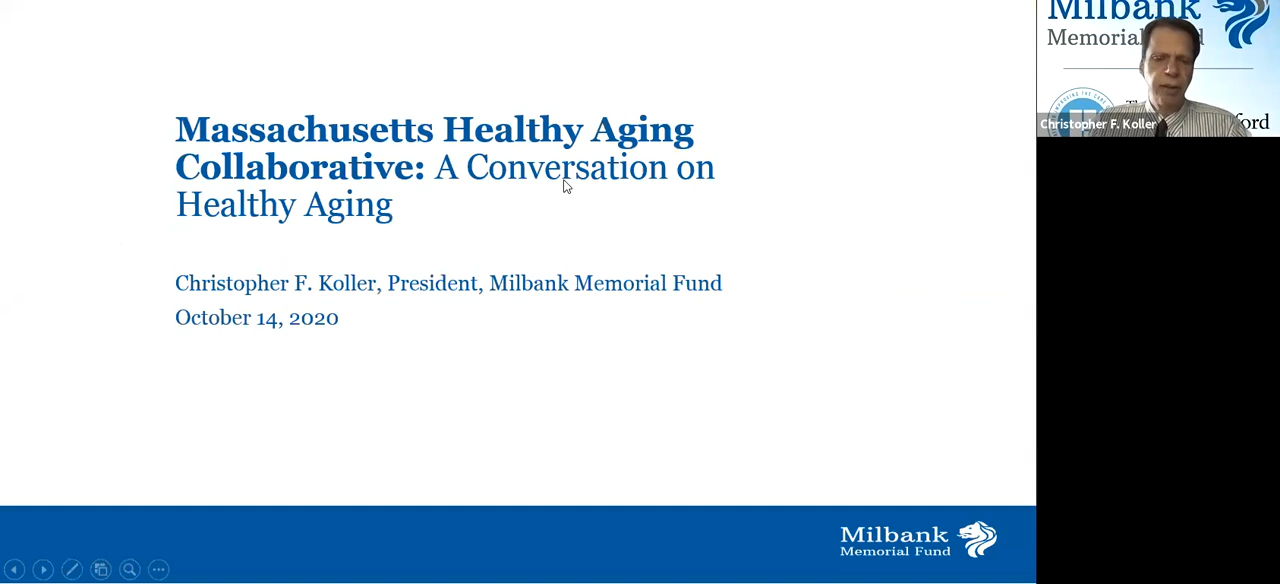 Massachusetts Healthy Aging
Collaborative: A Conversation on
Healthy Aging
Christopher F. Koller, President, Milbank Memorial Fund
October 14, 2020
Milbank
Memorial Fund
Milbank
Memorial
Christopher F. Koller